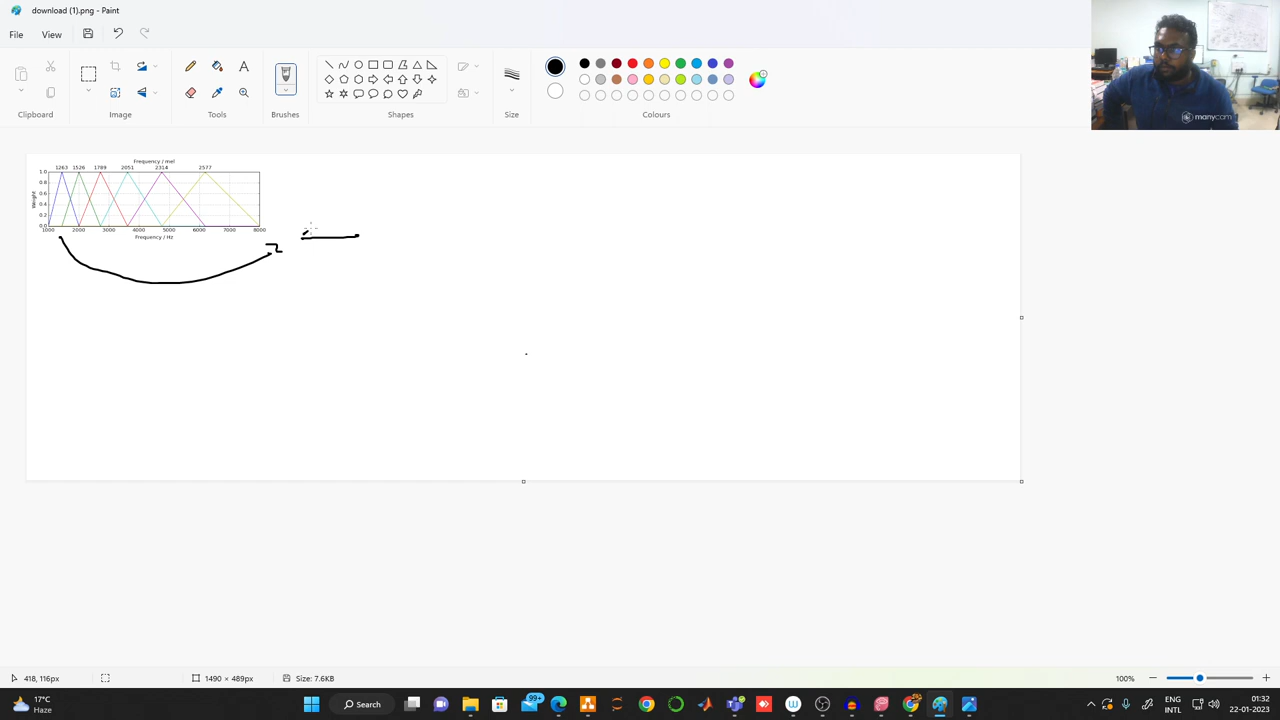 download (1).png - Paint
File View
Clipboard Image Tools Brushes Shapes Size Colours
manycam
Frequency / mel
1263 1526 1789 2051 2314 2577
1.0
0.8
0.6
0.4
0.2
0.0
Weight
1000 2000 3000 4000 5000 6000 7000 8000
Frequency / Hz
418, 116px 1490 × 489px Size: 7.6KB 100%
17°C
Haze
Search
99+
ENG
INTL
01:32
22-01-2023